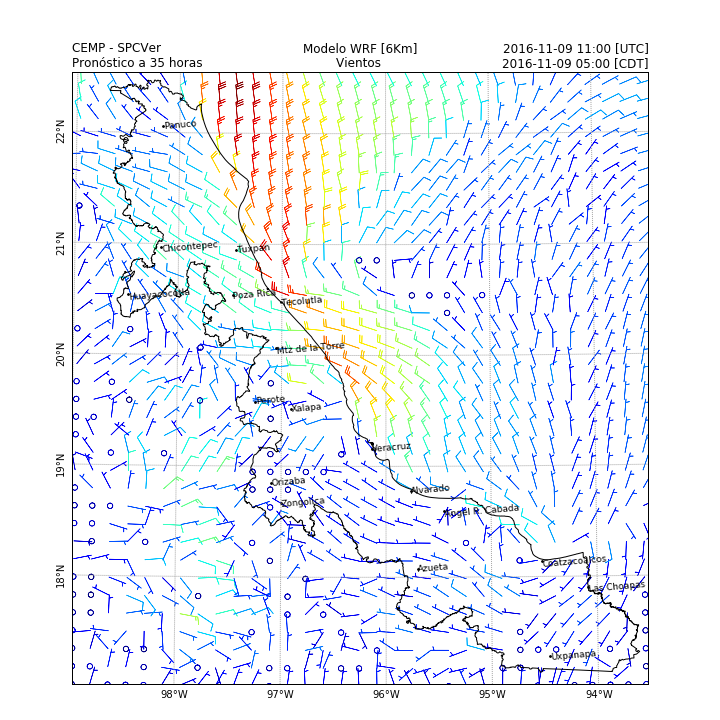 CEMP - SPCVer
Modelo WRF [6Km]
2016-11-09 11:00 [UTC]
Pronóstico a 35 horas
Vientos
2016-11-09 05:00 [CDT]
22°N
Panuco
21°N
Chicontepec
Tuxpan
Huayacocotla
Poza Rica
Tecolutla
20°N
Mtz de la Torre
Perote
Xalapa
19°N
Veracruz
Orizaba
Alvarado
Zongolica
Angel R. Cabada
18°N
Azueta
Coatzacoalcos
Las Choapas
Uxpanapa
98°W
97°W
96°W
95°W
94°W